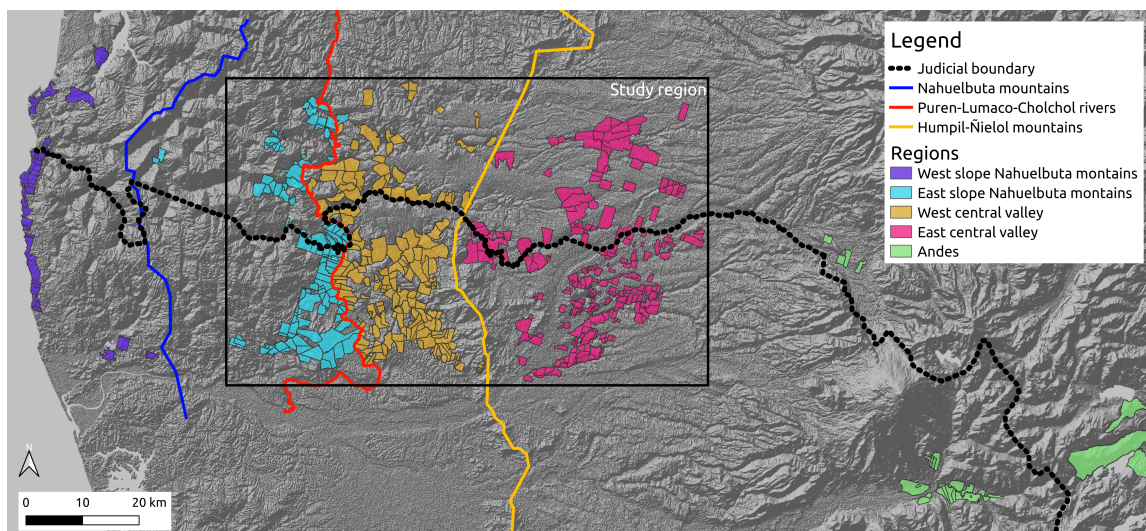 Study region
Legend
Judicial boundary
Nahuelbuta mountains
Puren-Lumaco-Cholchol rivers
Humpil-Ñielol mountains
Regions
West slope Nahuelbuta montains
East slope Nahuelbuta montains
West central valley
East central valley
Andes
N
0 10 20 km